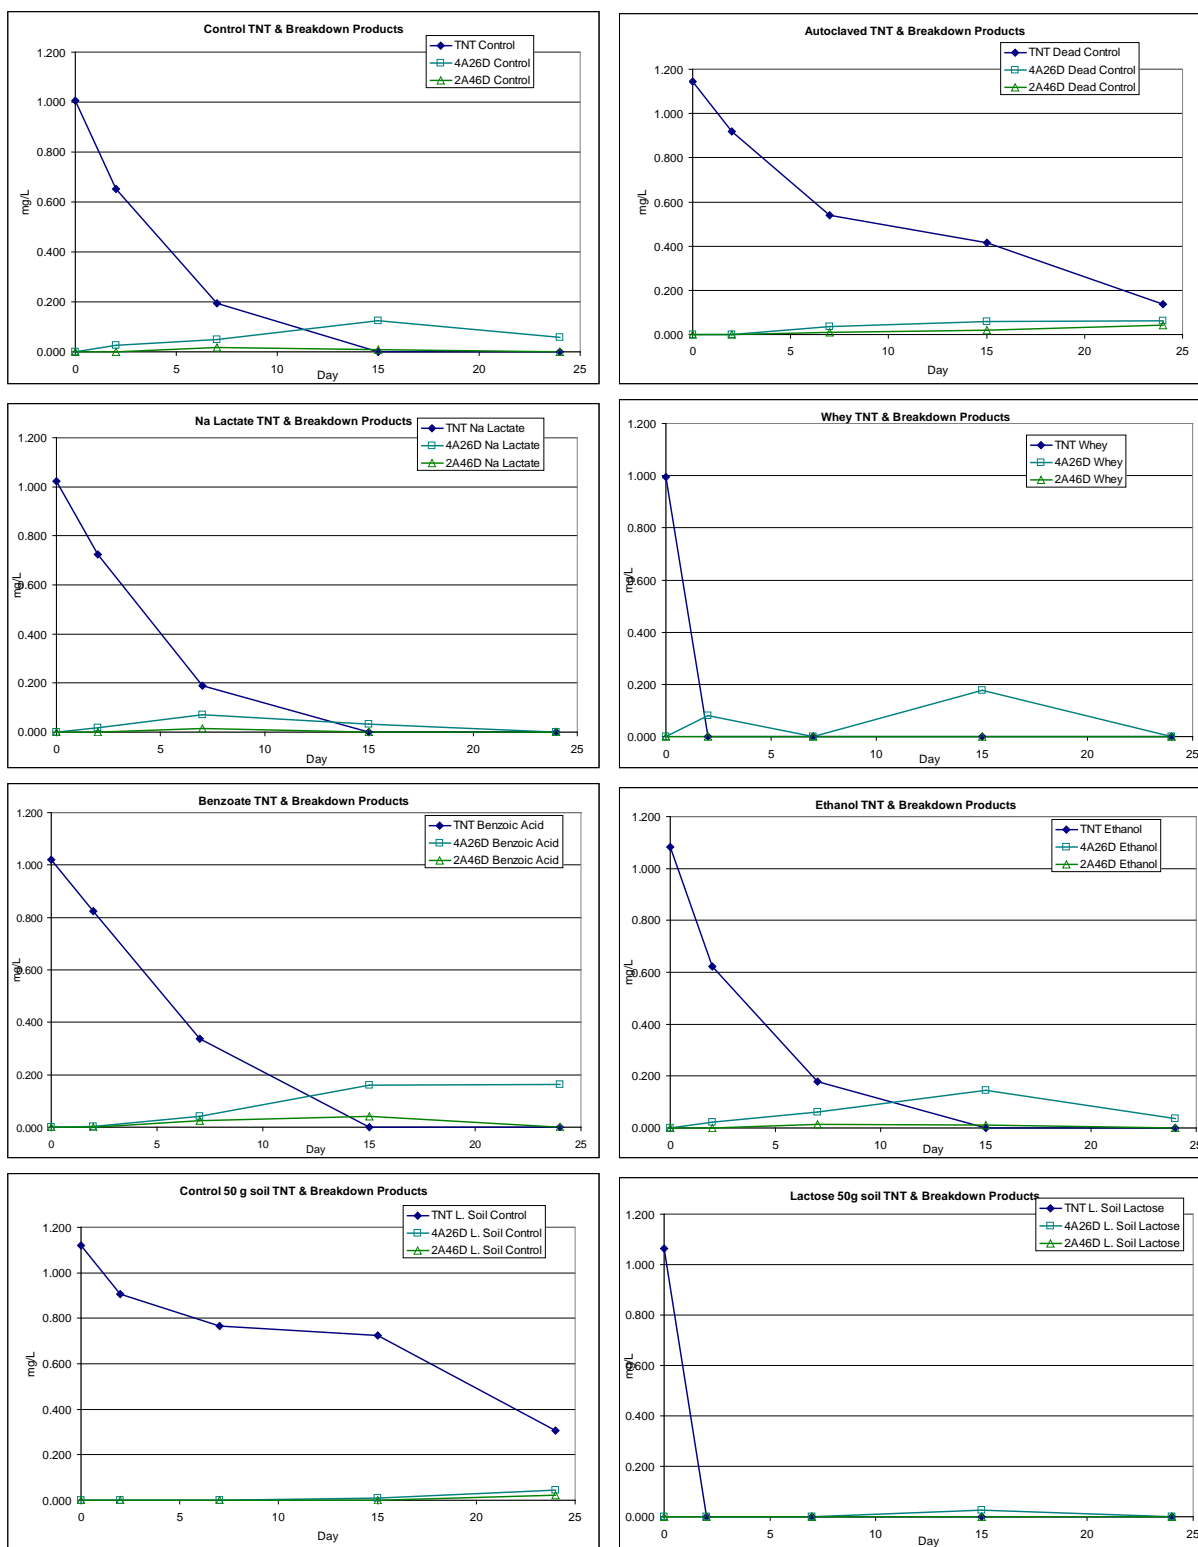 Control TNT & Breakdown Products
TNT Control
4A26D Control
2A46D Control
1.200
1.000
0.800
0.600
0.400
0.200
0.000
mg/L
0 5 10 15 20 25
Day
Autoclaved TNT & Breakdown Products
TNT Dead Control
4A26D Dead Control
2A46D Dead Control
1.200
1.000
0.800
0.600
0.400
0.200
0.000
mg/L
0 5 10 15 20 25
Day
Na Lactate TNT & Breakdown Products
TNT Na Lactate
4A26D Na Lactate
2A46D Na Lactate
1.200
1.000
0.800
0.600
0.400
0.200
0.000
mg/L
0 5 10 15 20 25
Day
Whey TNT & Breakdown Products
TNT Whey
4A26D Whey
2A46D Whey
1.200
1.000
0.800
0.600
0.400
0.200
0.000
mg/L
0 5 10 15 20 25
Day
Benzoate TNT & Breakdown Products
TNT Benzoic Acid
4A26D Benzoic Acid
2A46D Benzoic Acid
1.200
1.000
0.800
0.600
0.400
0.200
0.000
mg/L
0 5 10 15 20 25
Day
Ethanol TNT & Breakdown Products
TNT Ethanol
4A26D Ethanol
2A46D Ethanol
1.200
1.000
0.800
0.600
0.400
0.200
0.000
mg/L
0 5 10 15 20 25
Day
Control 50 g soil TNT & Breakdown Products
TNT L. Soil Control
4A26D L. Soil Control
2A46D L. Soil Control
1.200
1.000
0.800
0.600
0.400
0.200
0.000
mg/L
0 5 10 15 20 25
Day
Lactose 50g soil TNT & Breakdown Products
TNT L. Soil Lactose
4A26D L. Soil Lactose
2A46D L. Soil Lactose
1.200
1.000
0.800
0.600
0.400
0.200
0.000
mg/L
0 5 10 15 20 25
Day